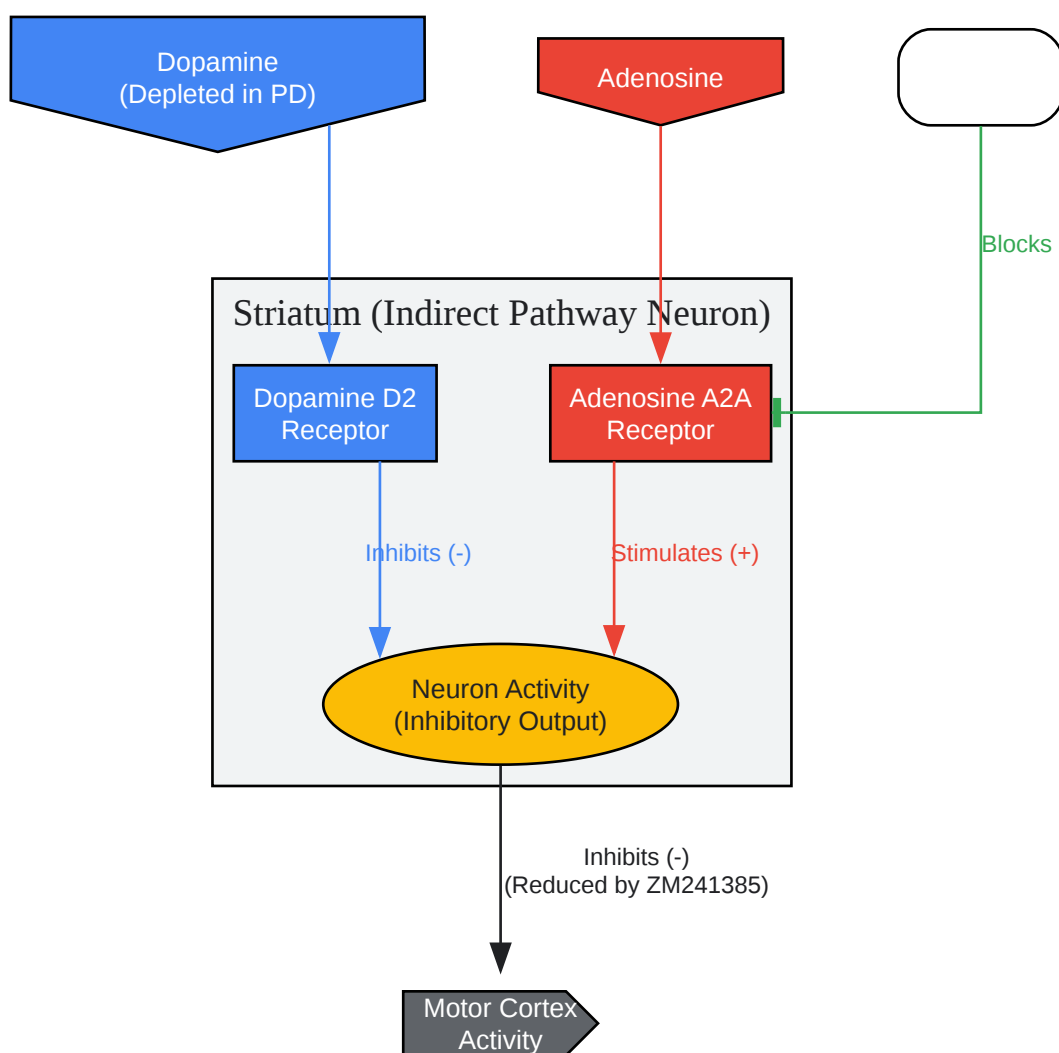 Dopamine
(Depleted in PD)
Adenosine
Blocks
Striatum (Indirect Pathway Neuron)
Dopamine D2
Receptor
Adenosine A2A
Receptor
Inhibits (-)
Stimulates (+)
Neuron Activity
(Inhibitory Output)
Inhibits (-)
(Reduced by ZM241385)
Motor Cortex
Activity